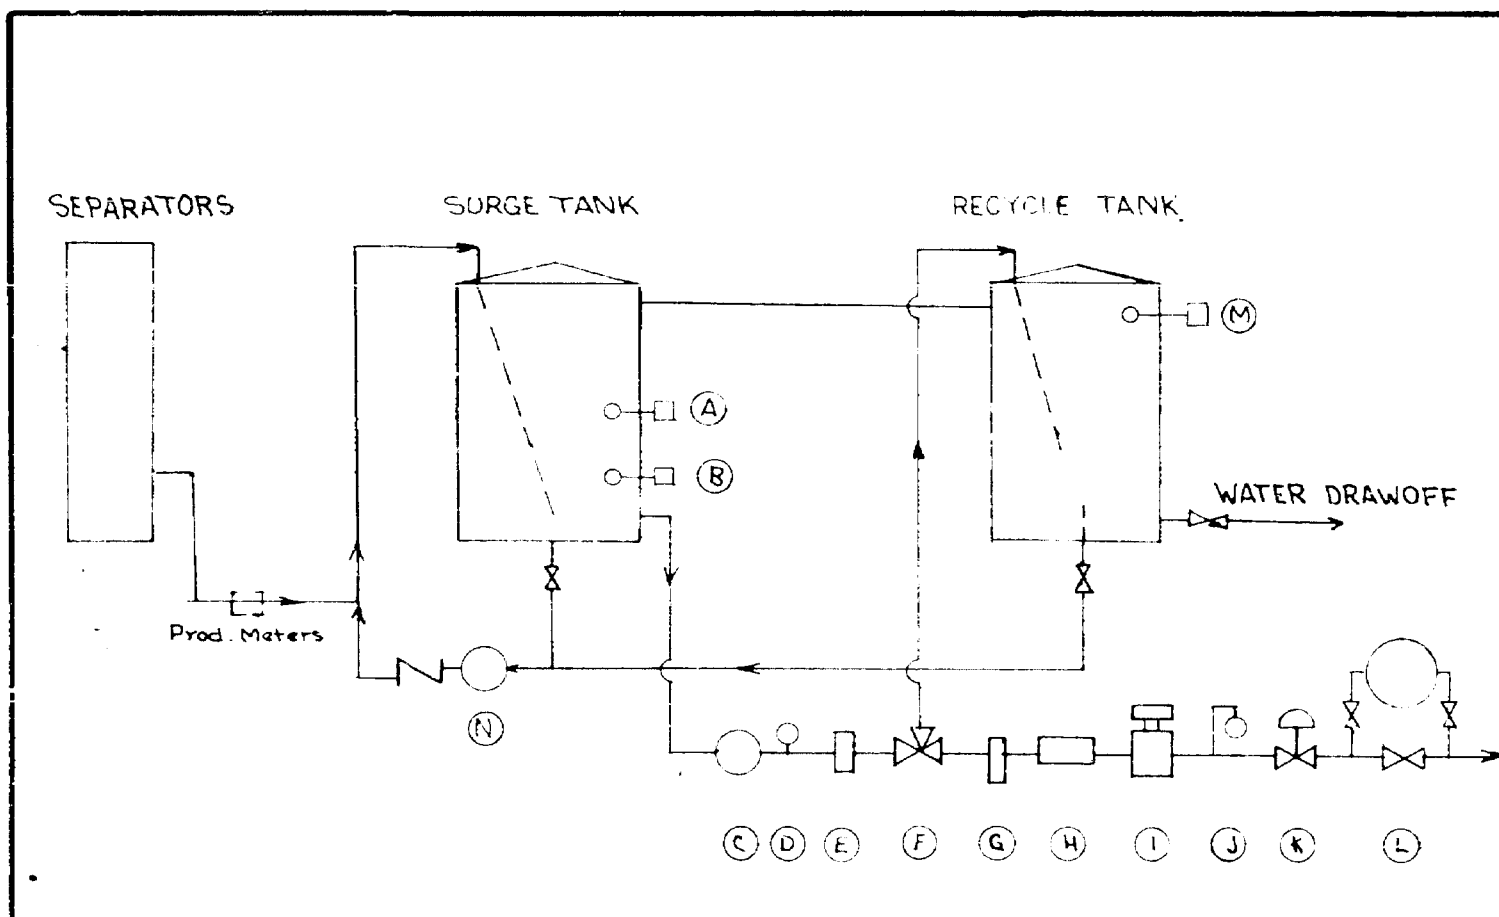 SEPARATORS
SURGE TANK
RECYCLE TANK
M
A
B
WATER DRAWOFF
Prod. Meters
N
C D E F G H I J K L